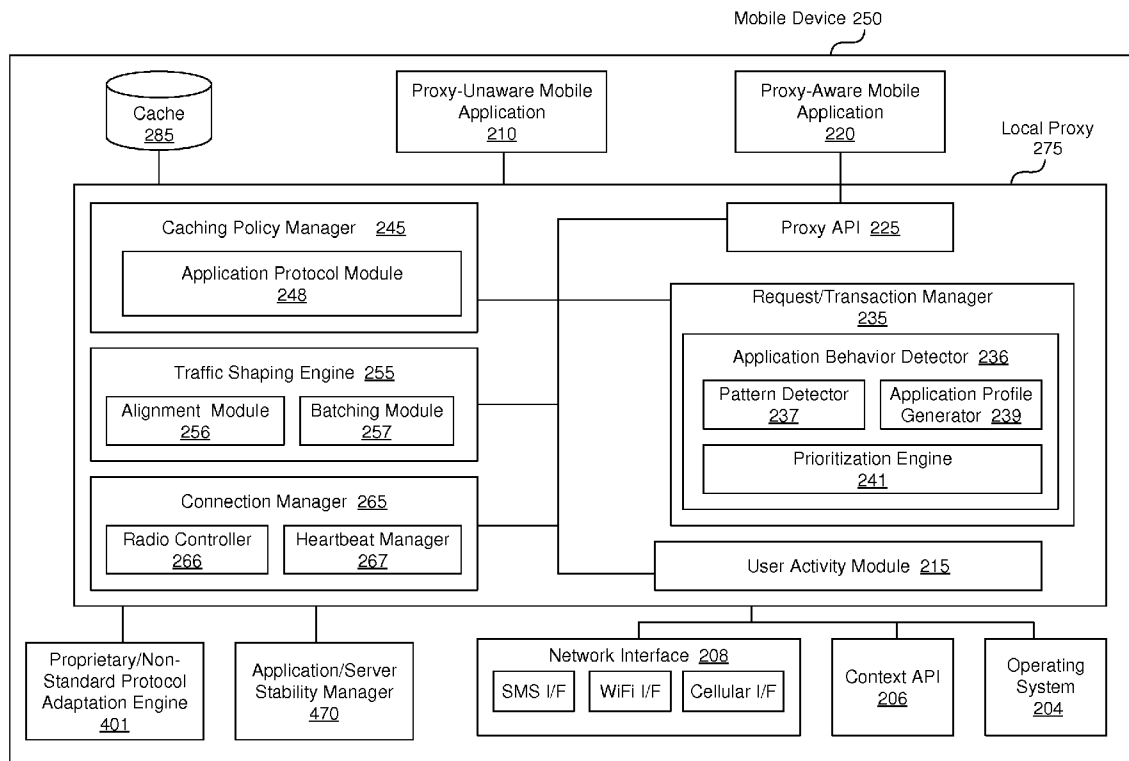 Mobile Device 250
Cache
285
Proxy-Unaware Mobile
Application
210
Proxy-Aware Mobile
Application
220
Local Proxy
275
Caching Policy Manager 245
Application Protocol Module
248
Proxy API 225
Request/Transaction Manager
235
Application Behavior Detector 236
Pattern Detector
237
Application Profile
Generator 239
Prioritization Engine
241
Traffic Shaping Engine 255
Alignment Module
256
Batching Module
257
Connection Manager 265
Radio Controller
266
Heartbeat Manager
267
User Activity Module 215
Proprietary/Non-
Standard Protocol
Adaptation Engine
401
Application/Server
Stability Manager
470
Network Interface 208
SMS I/F
WiFi I/F
Cellular I/F
Context API
206
Operating
System
204